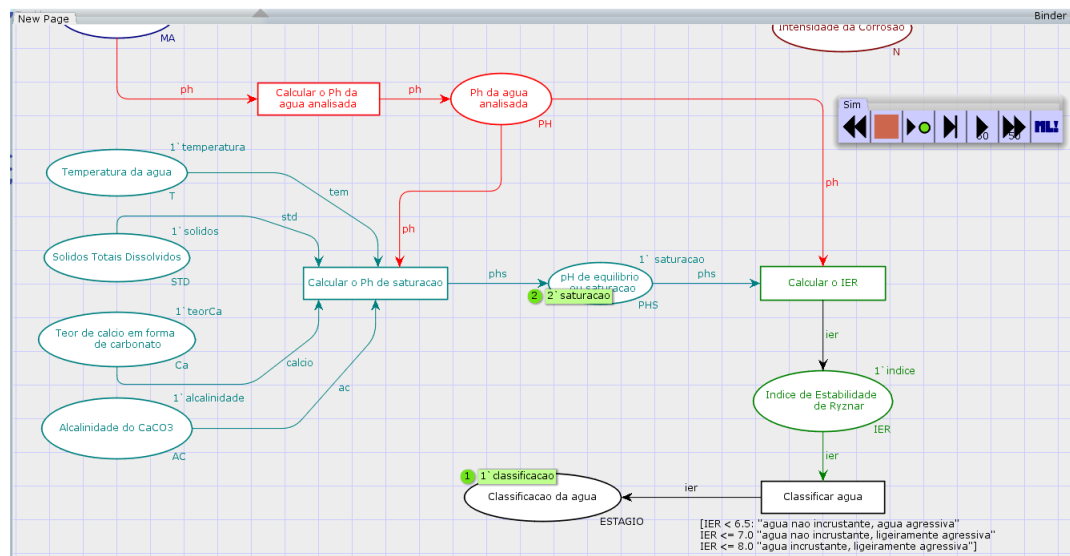 New Page
Binder
MA
Intensidade da Corrosao
N
ph
Calcular o Ph da
agua analisada
ph
Ph da agua
analisada
PH
Sim
60
50
ML!
1`temperatura
Temperatura da agua
T
tem
ph
std
1`solidos
Solidos Totais Dissolvidos
STD
ph
Calcular o Ph de saturacao
phs
1` saturacao
pH de equilibrio
ou saturacao
2 2`saturacao
PHS
phs
Calcular o IER
1`teorCa
Teor de calcio em forma
de carbonato
Ca
calcio
ier
1`alcalinidade
ac
Alcalinidade do CaCO3
AC
1`indice
Indice de Estabilidade
de Ryznar
IER
ier
1 1`classificacao
Classificacao da agua
ESTAGIO
ier
Classificar agua
[IER < 6.5: "agua nao incrustante, agua agressiva"
IER <= 7.0 "agua nao incrustante, ligeiramente agressiva"
IER <= 8.0 "agua incrustante, ligeiramente agressiva"]